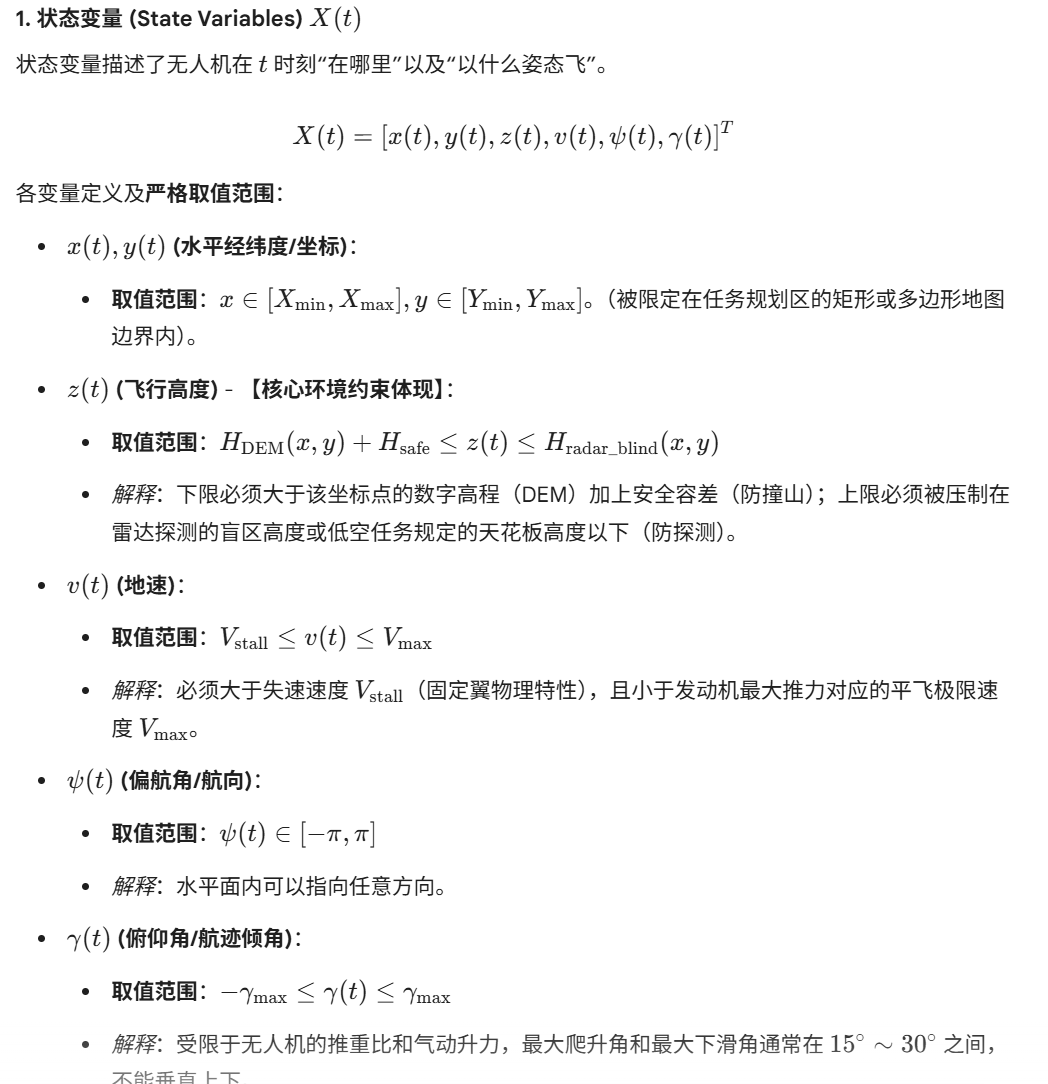 1. 状态变量 (State Variables) X(t)
状态变量描述了无人机在 t 时刻“在哪里”以及“以什么姿态飞”。
X(t) = [x(t), y(t), z(t), v(t), ψ(t), γ(t)]^T
各变量定义及严格取值范围：
• x(t), y(t) (水平经纬度/坐标)：
• 取值范围：x ∈ [X_min, X_max], y ∈ [Y_min, Y_max]。（被限定在任务规划区的矩形或多边形地图
边界内）。
• z(t) (飞行高度) - 【核心环境约束体现】：
• 取值范围：H_DEM(x, y) + H_safe ≤ z(t) ≤ H_radar_blind(x, y)
• 解释：下限必须大于该坐标点的数字高程（DEM）加上安全容差（防撞山）；上限必须被压制在
雷达探测的盲区高度或低空任务规定的天花板高度以下（防探测）。
• v(t) (地速)：
• 取值范围：V_stall ≤ v(t) ≤ V_max
• 解释：必须大于失速速度 V_stall（固定翼物理特性），且小于发动机最大推力对应的平飞极限速
度 V_max。
• ψ(t) (偏航角/航向)：
• 取值范围：ψ(t) ∈ [−π, π]
• 解释：水平面内可以指向任意方向。
• γ(t) (俯仰角/航迹倾角)：
• 取值范围：−γ_max ≤ γ(t) ≤ γ_max
• 解释：受限于无人机的推重比和气动升力，最大爬升角和最大下滑角通常在 15° ∼ 30° 之间，
不能垂直上下。